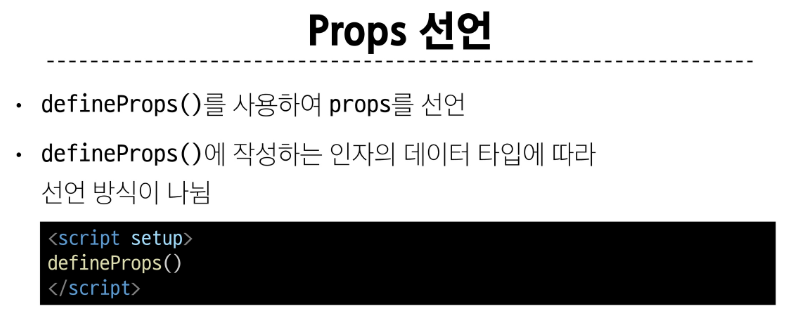 Props 선언
• defineProps()를 사용하여 props를 선언
• defineProps()에 작성하는 인자의 데이터 타입에 따라
선언 방식이 나뉨
<script setup>
defineProps()
</script>